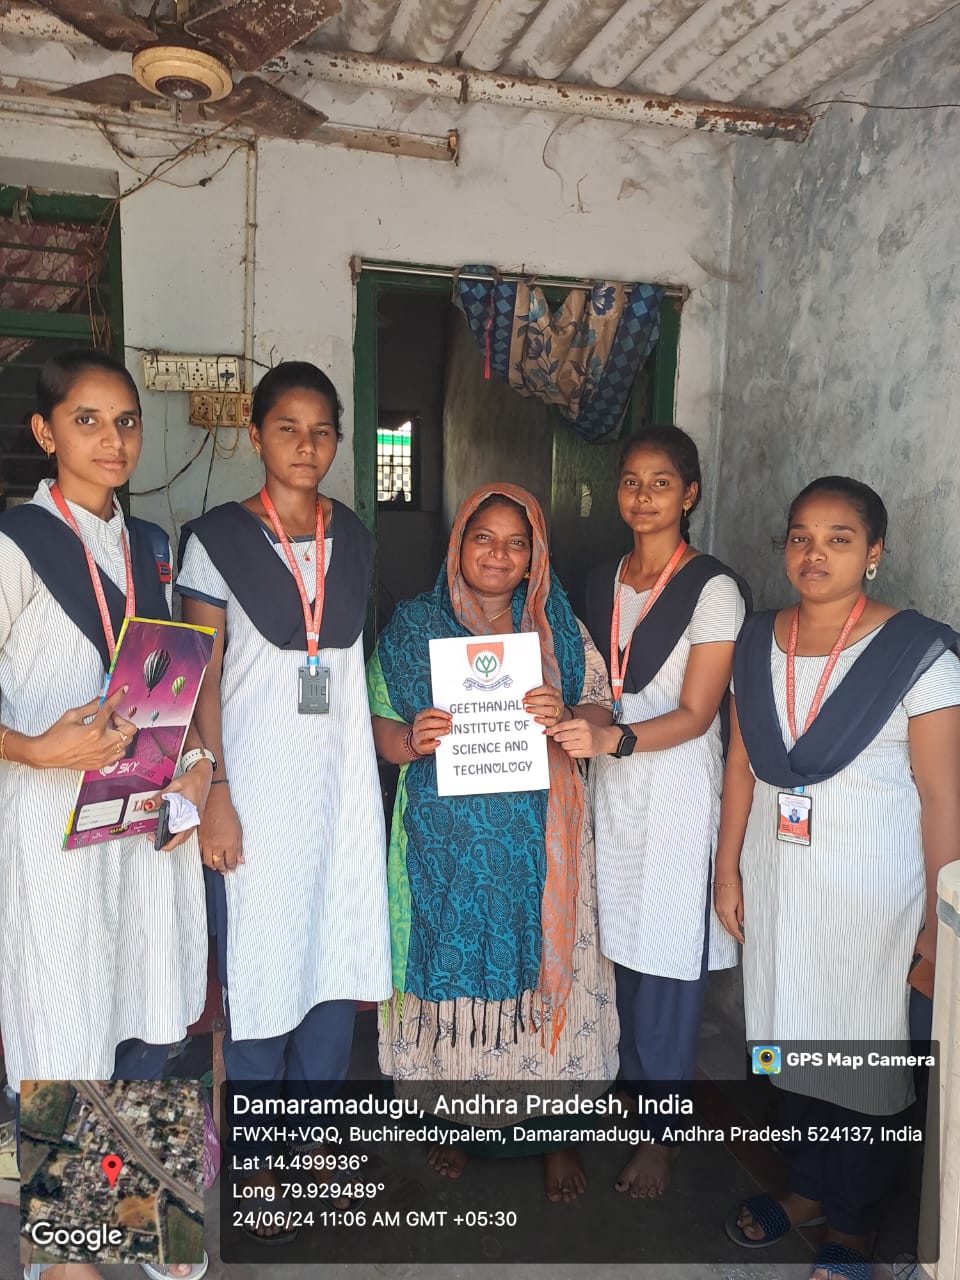 SKY
GEETHANJALI
INSTITUTE OF
SCIENCE AND
TECHNOLOGY
GPS Map Camera
Damaramadugu, Andhra Pradesh, India
FWXH+VQQ, Buchireddypalem, Damaramadugu, Andhra Pradesh 524137, India
Lat 14.499936°
Long 79.929489°
24/06/24 11:06 AM GMT +05:30
Google